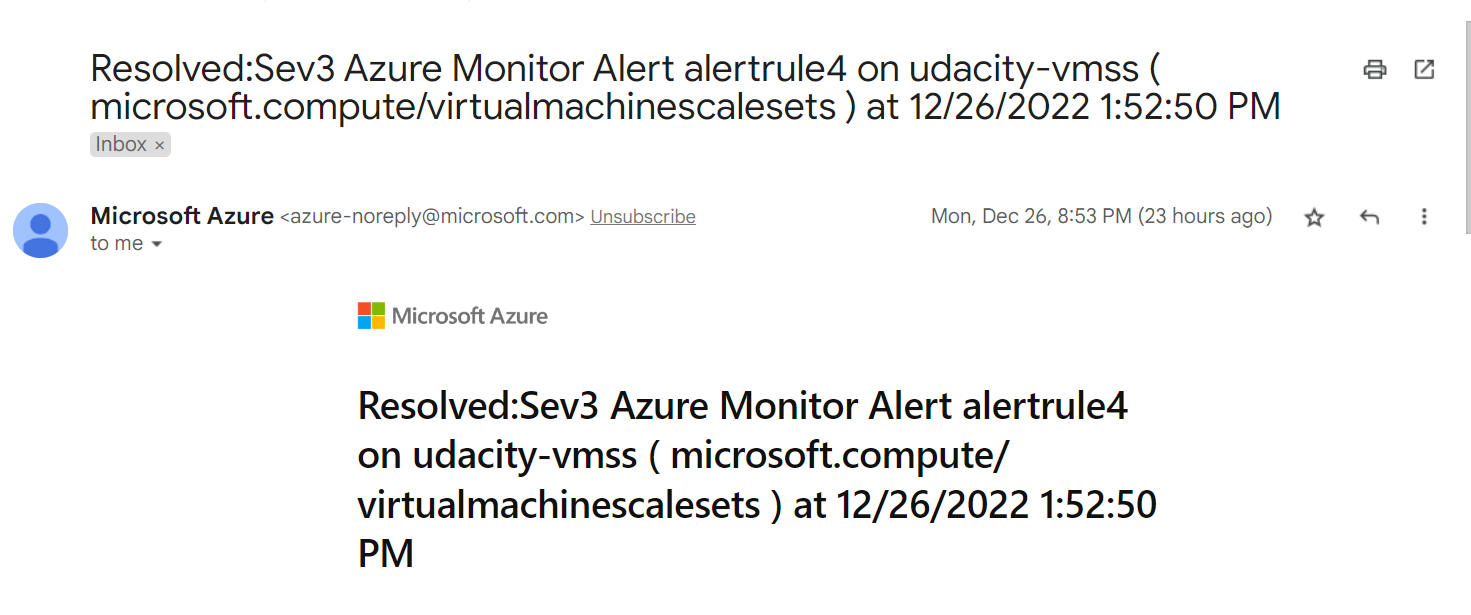 Resolved:Sev3 Azure Monitor Alert alertrule4 on udacity-vmss (
microsoft.compute/virtualmachinescalesets ) at 12/26/2022 1:52:50 PM
Inbox ×
Microsoft Azure <azure-noreply@microsoft.com> Unsubscribe Mon, Dec 26, 8:53 PM (23 hours ago)
to me
Microsoft Azure
Resolved:Sev3 Azure Monitor Alert alertrule4
on udacity-vmss ( microsoft.compute/
virtualmachinescalesets ) at 12/26/2022 1:52:50
PM